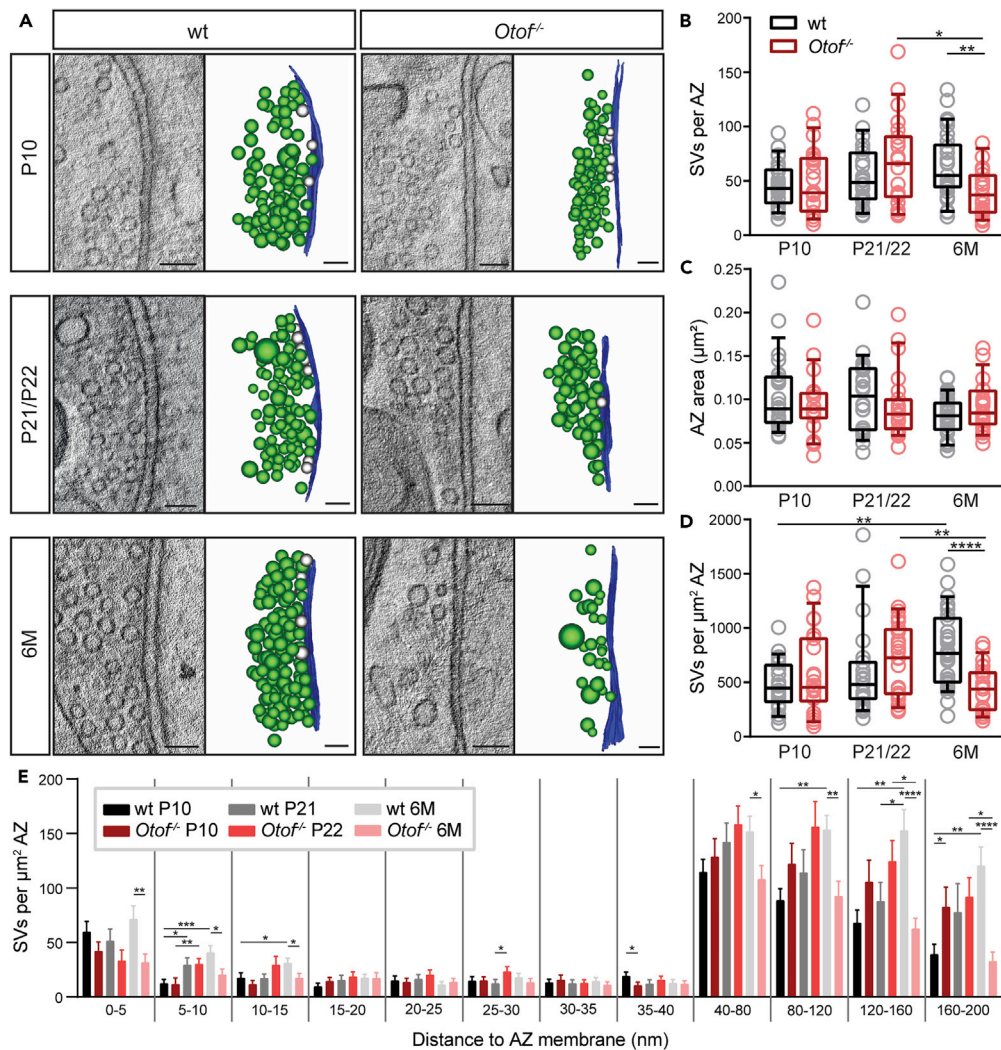 A
wt
Otof-/-
P10
P21/P22
6M
B
wt
Otof-/-
*
**
SVs per AZ
200
150
100
50
0
P10 P21/22 6M
C
AZ area (µm²)
0.25
0.20
0.15
0.10
0.05
0.00
P10 P21/22 6M
D
**
**
****
SVs per µm² AZ
2000
1500
1000
500
0
P10 P21/22 6M
E
SVs per µm² AZ
200
150
100
50
0
wt P10 wt P21 wt 6M
Otof-/- P10 Otof-/- P22 Otof-/- 6M
**
***
*
**
*
*
*
*
*
*
**
**
**
*
*
****
*
**
*
*
****
0-5 5-10 10-15 15-20 20-25 25-30 30-35 35-40 40-80 80-120 120-160 160-200
Distance to AZ membrane (nm)